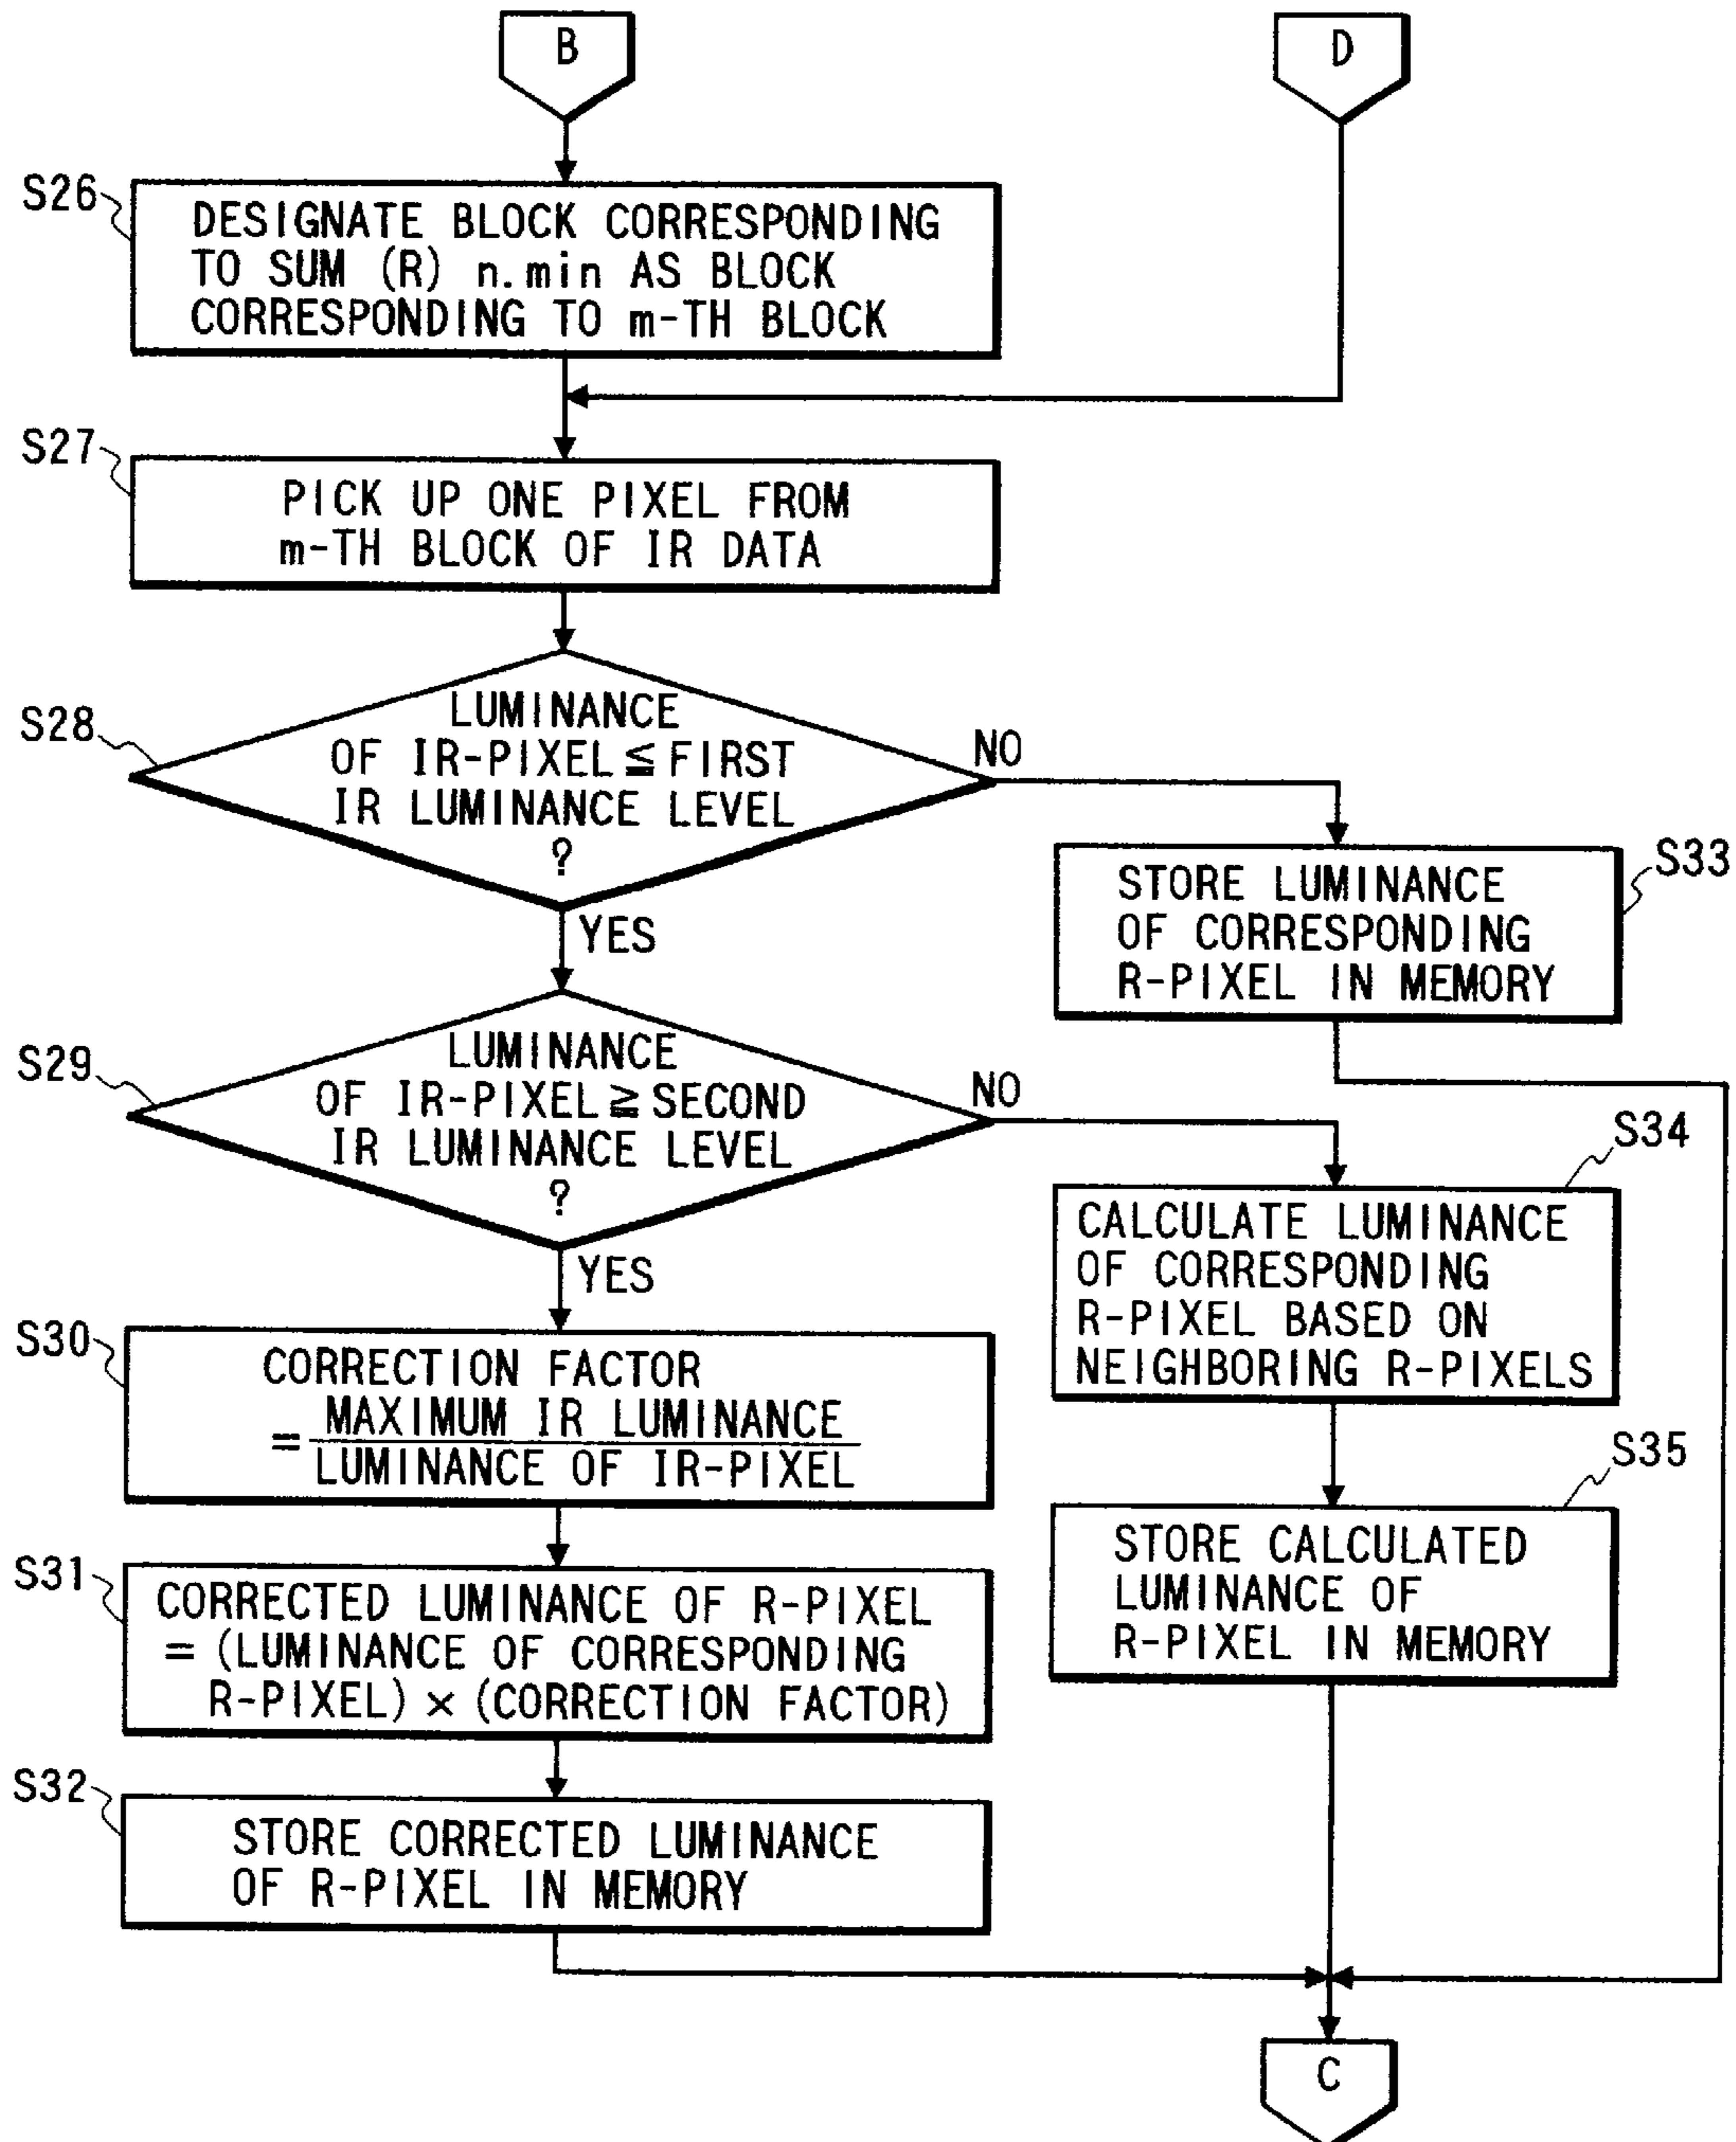 B
D
S26
DESIGNATE BLOCK CORRESPONDING
TO SUM (R) n.min AS BLOCK
CORRESPONDING TO m-TH BLOCK
S27
PICK UP ONE PIXEL FROM
m-TH BLOCK OF IR DATA
S28
LUMINANCE
OF IR-PIXEL ≦ FIRST
IR LUMINANCE LEVEL
?
NO
YES
S33
STORE LUMINANCE
OF CORRESPONDING
R-PIXEL IN MEMORY
S29
LUMINANCE
OF IR-PIXEL ≧ SECOND
IR LUMINANCE LEVEL
?
NO
YES
S34
CALCULATE LUMINANCE
OF CORRESPONDING
R-PIXEL BASED ON
NEIGHBORING R-PIXELS
S30
CORRECTION FACTOR
= MAXIMUM IR LUMINANCE
LUMINANCE OF IR-PIXEL
S35
STORE CALCULATED
LUMINANCE OF
R-PIXEL IN MEMORY
S31
CORRECTED LUMINANCE OF R-PIXEL
= (LUMINANCE OF CORRESPONDING
R-PIXEL) × (CORRECTION FACTOR)
S32
STORE CORRECTED LUMINANCE
OF R-PIXEL IN MEMORY
C